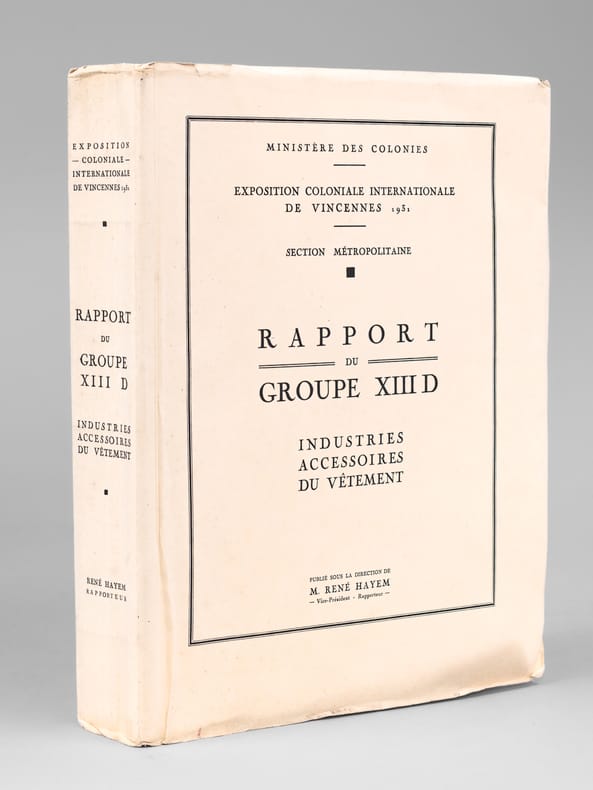 EXPOSITION
— COLONIALE —
INTERNATIONALE
DE VINCENNES 1931
RAPPORT
DU
GROUPE
XIII D
INDUSTRIES
ACCESSOIRES
DU VÊTEMENT
RENÉ HAYEM
RAPPORTEUR
MINISTÈRE DES COLONIES
EXPOSITION COLONIALE INTERNATIONALE
DE VINCENNES 1931
SECTION MÉTROPOLITAINE
RAPPORT
DU
GROUPE XIII D
INDUSTRIES
ACCESSOIRES
DU VÊTEMENT
PUBLIÉ SOUS LA DIRECTION DE
M. RENÉ HAYEM
— Vice-Président - Rapporteur —